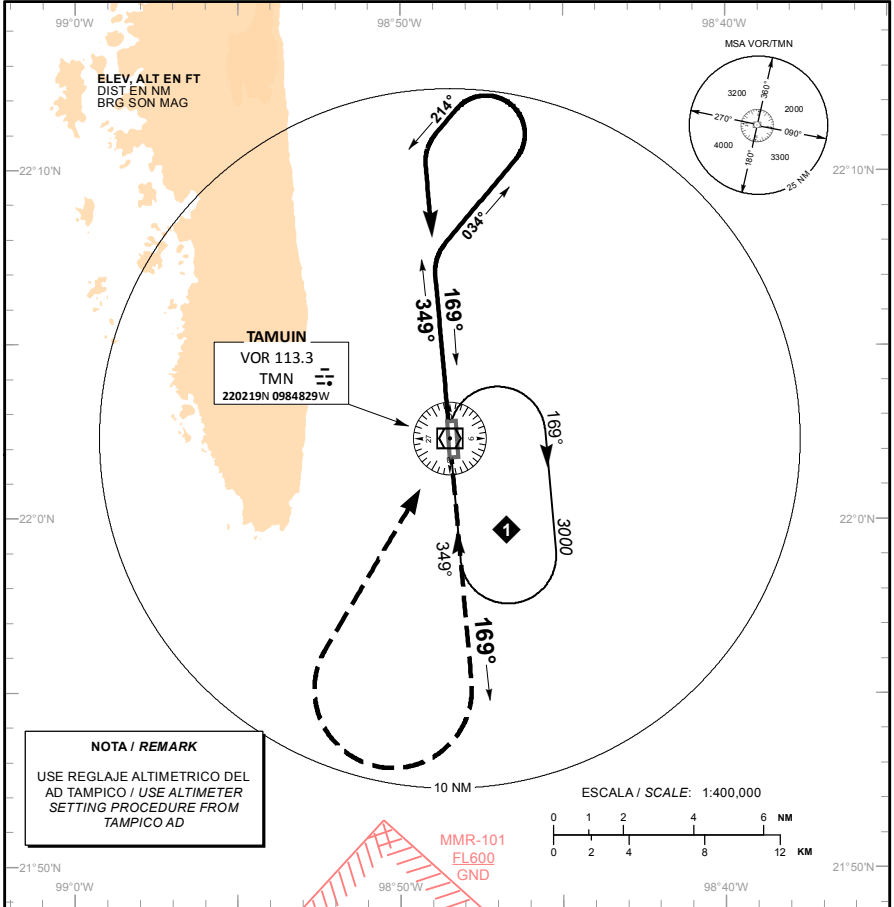 99°0'W
98°50'W
98°40'W
ELEV, ALT EN FT
DIST EN NM
BRG SON MAG
MSA VOR/TMN
3200
360°
2000
270°
090°
4000
180°
3300
25 NM
214°
22°10'N
22°10'N
034°
349°
169°
TAMUIN
VOR 113.3
TMN
220219N 0984829W
27
9
169°
22°0'N
22°0'N
1
3000
349°
169°
NOTA / REMARK
USE REGLAJE ALTIMETRICO DEL
AD TAMPICO / USE ALTIMETER
SETTING PROCEDURE FROM
TAMPICO AD
10 NM
ESCALA / SCALE: 1:400,000
0 1 2 4 6 NM
0 2 4 8 12 KM
MMR-101
FL600
GND
21°50'N
21°50'N
99°0'W
98°50'W
98°40'W